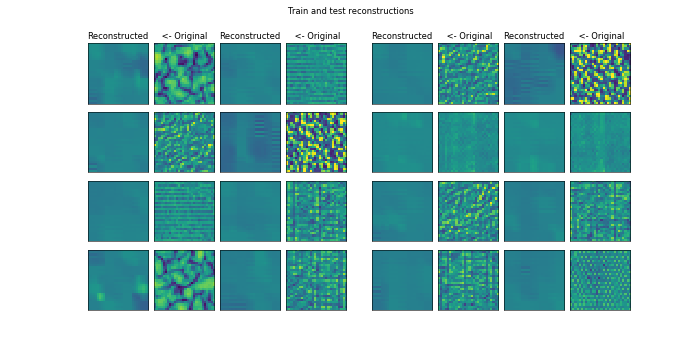 Train and test reconstructions
Reconstructed <- Original Reconstructed <- Original Reconstructed <- Original Reconstructed <- Original